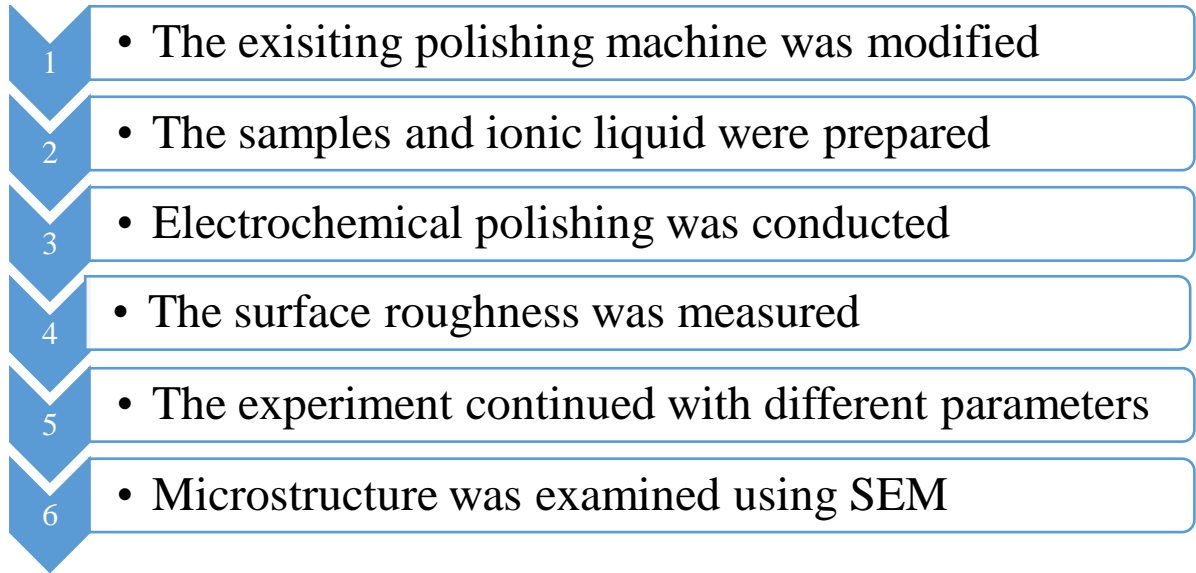 1 • The exisiting polishing machine was modified
2 • The samples and ionic liquid were prepared
3 • Electrochemical polishing was conducted
4 • The surface roughness was measured
5 • The experiment continued with different parameters
6 • Microstructure was examined using SEM